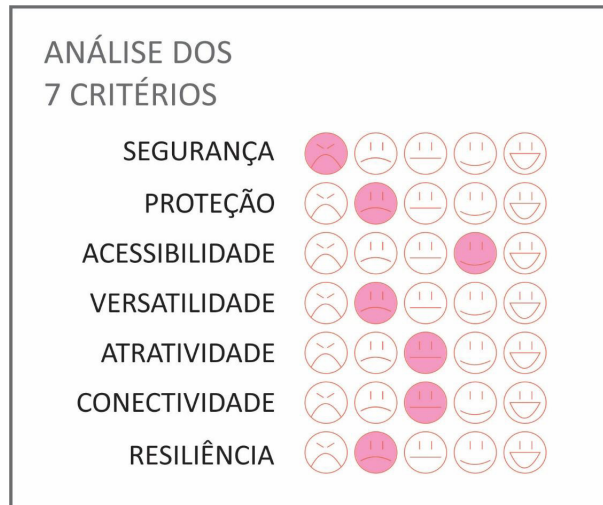 ANÁLISE DOS
7 CRITÉRIOS
SEGURANÇA
PROTEÇÃO
ACESSIBILIDADE
VERSATILIDADE
ATRATIVIDADE
CONECTIVIDADE
RESILIÊNCIA